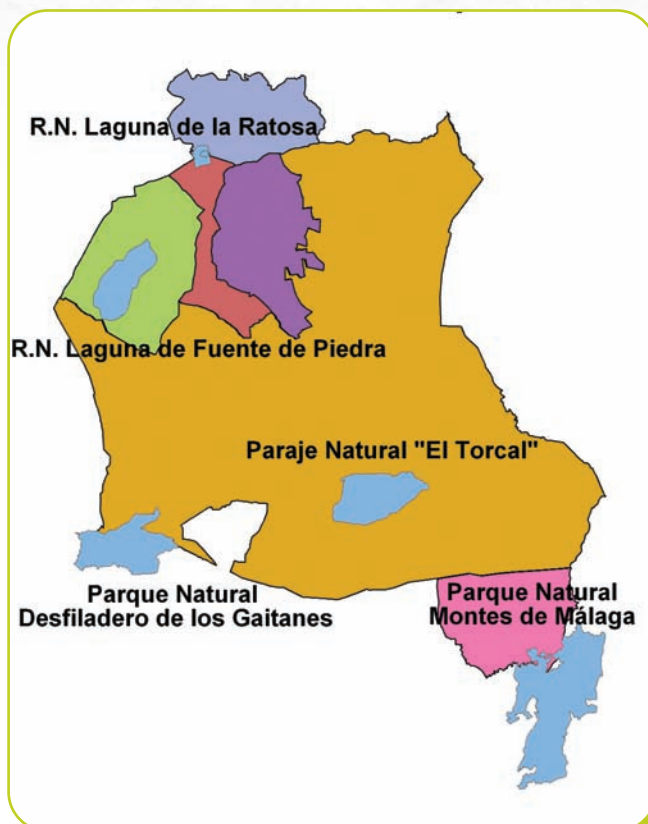 R.N. Laguna de la Ratosa
R.N. Laguna de Fuente de Piedra
Paraje Natural "El Torcal"
Parque Natural
Desfiladero de los Gaitanes
Parque Natural
Montes de Málaga